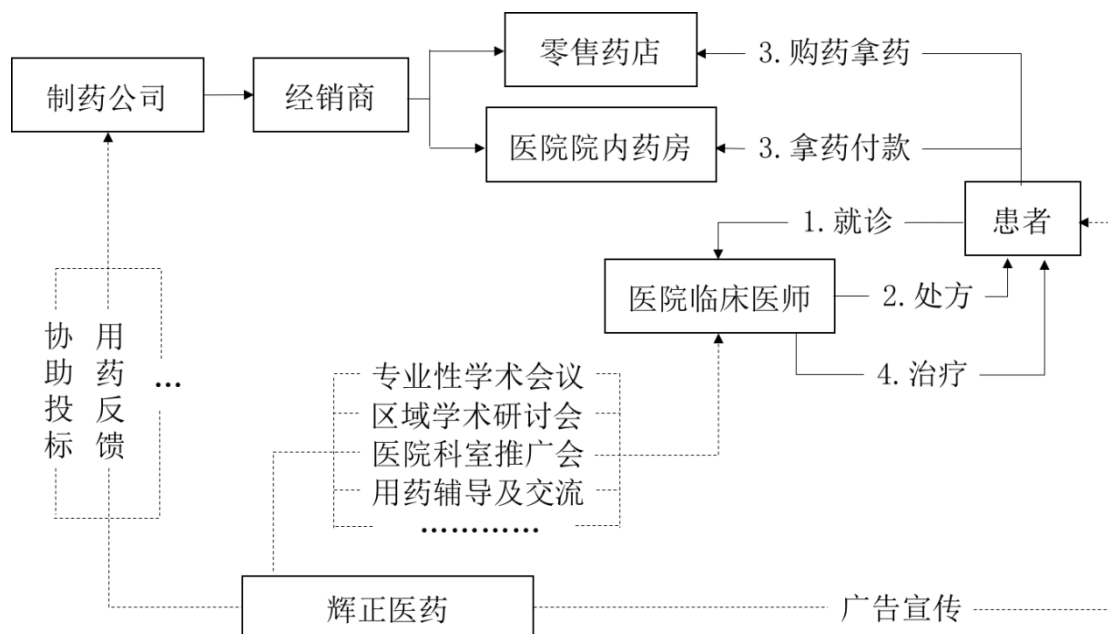 零售药店
3.购药拿药
制药公司
经销商
医院院内药房
3.拿药付款
患者
1.就诊
医院临床医师
2.处方
4.治疗
协助投标
用药反馈
...
专业性学术会议
区域学术研讨会
医院科室推广会
用药辅导及交流
............
辉正医药
广告宣传